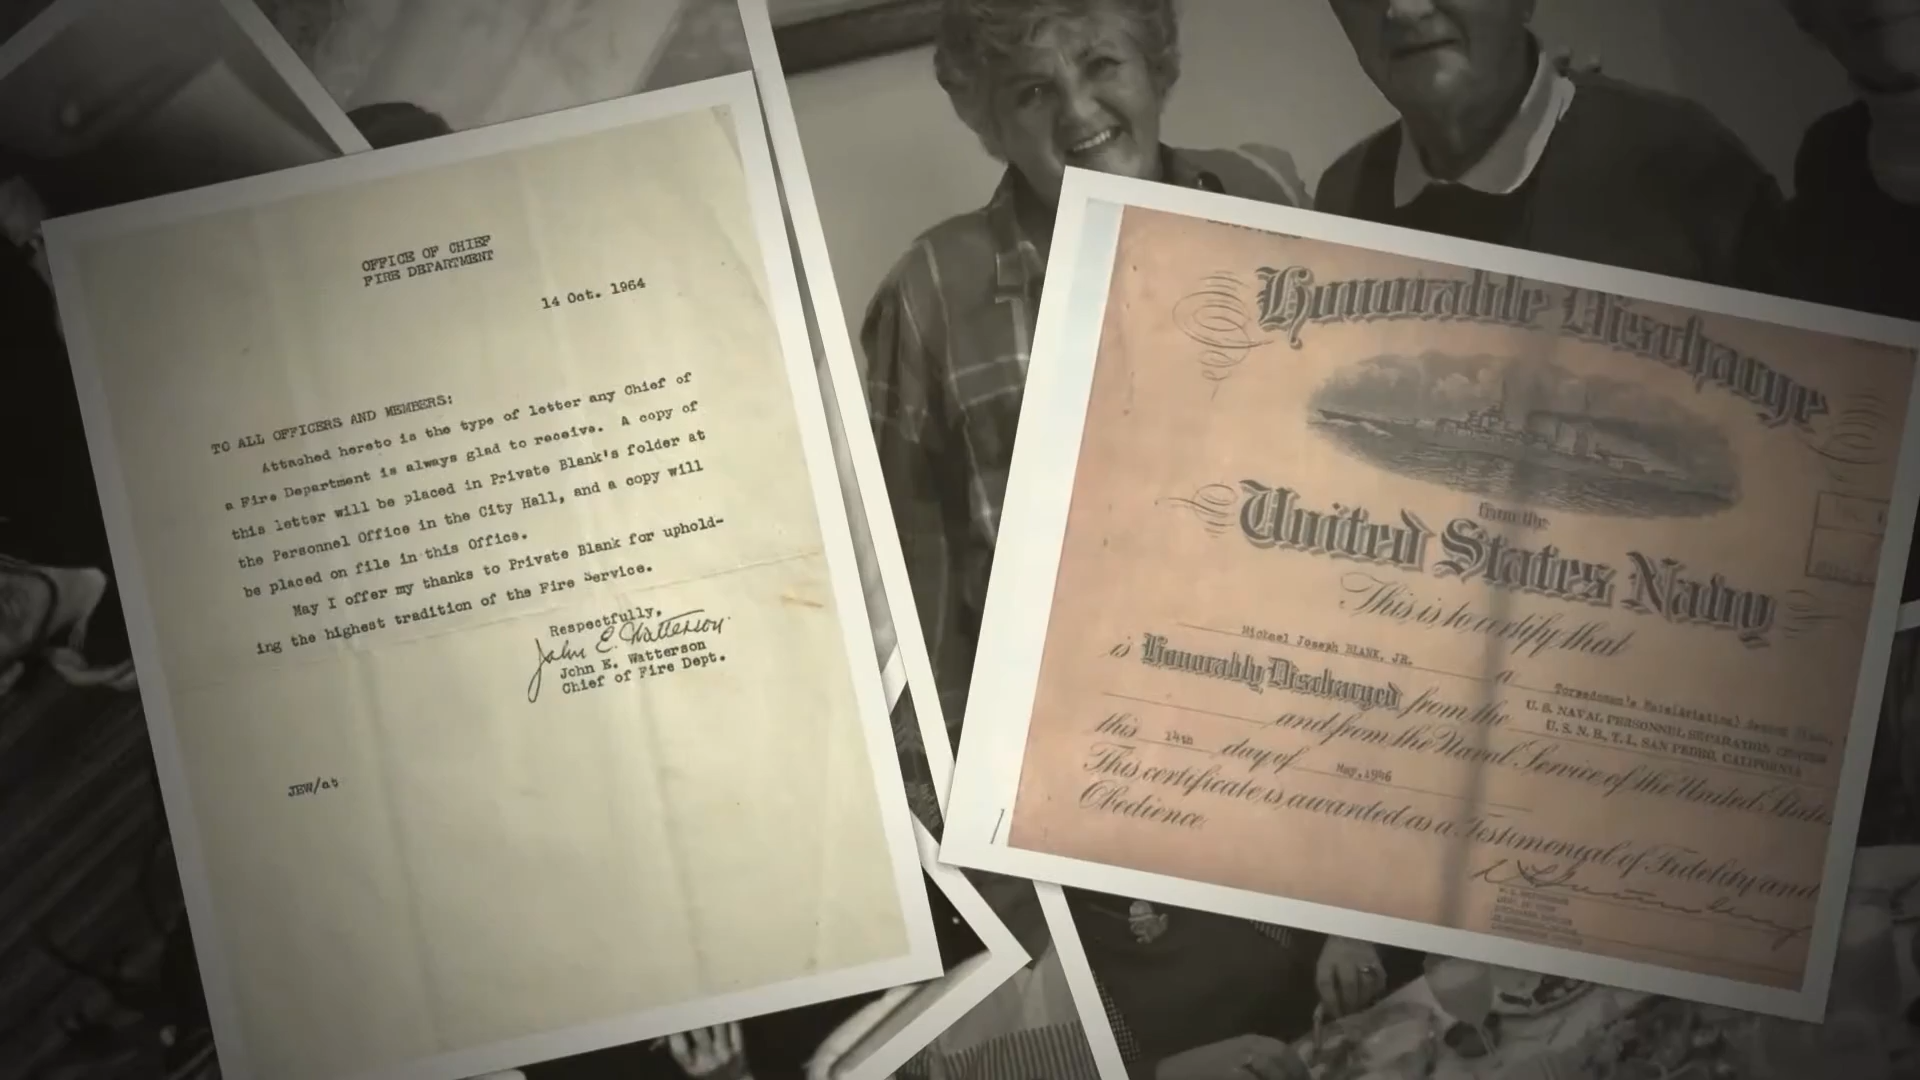 OFFICE OF CHIEF
FIRE DEPARTMENT
14 Oct. 1964
TO ALL OFFICERS AND MEMBERS:
Attached hereto is the type of letter any Chief of
a Fire Department is always glad to receive. A copy of
this letter will be placed in Private Blank's folder at
the Personnel Office in the City Hall, and a copy will
be placed on file in this Office.
May I offer my thanks to Private Blank for uphold-
ing the highest tradition of the Fire Service.
Respectfully,
John E. Watterson
John E. Watterson
Chief of Fire Dept.
JEW/at
Honorable Discharge
from the
United States Navy
This is to certify that
Michael Joseph BLANK, JR. a
is Honorably Discharged from the U. S. NAVAL PERSONNEL SEPARATION CENTER
U. S. N. B., T. I., SAN PEDRO, CALIFORNIA
and from the Naval Service of the United States
this 14th day of May, 1946
This certificate is awarded as a Testimonial of Fidelity and
Obedience.